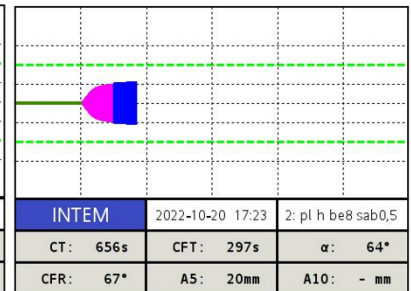 INTEM 2022-10-20 17:23 2: pl h be8 sab0,5
CT: 656s CFT: 297s α: 64°
CFR: 67° A5: 20mm A10: - mm